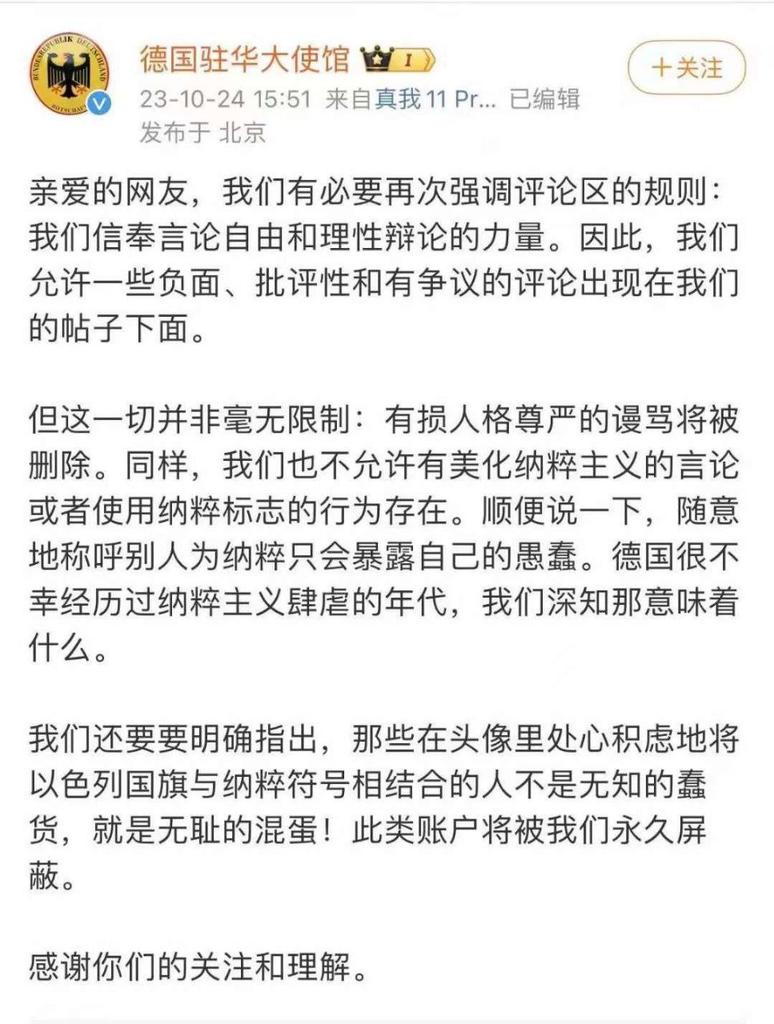 德国驻华大使馆 I
+关注
23-10-24 15:51 来自真我11 Pr... 已编辑
发布于 北京
亲爱的网友，我们有必要再次强调评论区的规则：
我们信奉言论自由和理性辩论的力量。因此，我们
允许一些负面、批评性和有争议的评论出现在我们
的帖子下面。
但这一切并非毫无限制：有损人格尊严的谩骂将被
删除。同样，我们也不允许有美化纳粹主义的言论
或者使用纳粹标志的行为存在。顺便说一下，随意
地称呼别人为纳粹只会暴露自己的愚蠢。德国很不
幸经历过纳粹主义肆虐的年代，我们深知那意味着
什么。
我们还要要明确指出，那些在头像里处心积虑地将
以色列国旗与纳粹符号相结合的人不是无知的蠢
货，就是无耻的混蛋！此类账户将被我们永久屏
蔽。
感谢你们的关注和理解。